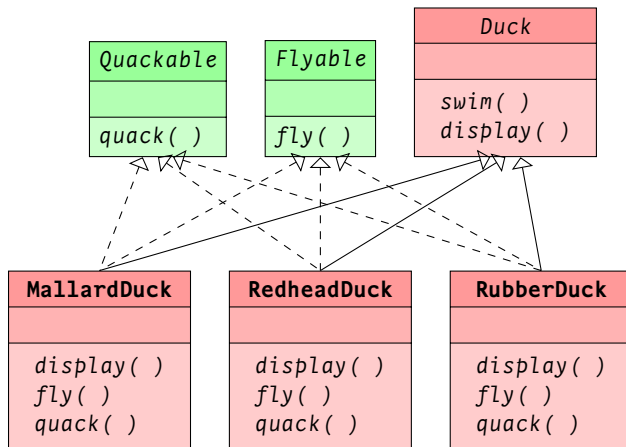 Quackable
quack( )
Flyable
fly( )
Duck
swim( )
display( )
MallardDuck
display( )
fly( )
quack( )
RedheadDuck
display( )
fly( )
quack( )
RubberDuck
display( )
fly( )
quack( )